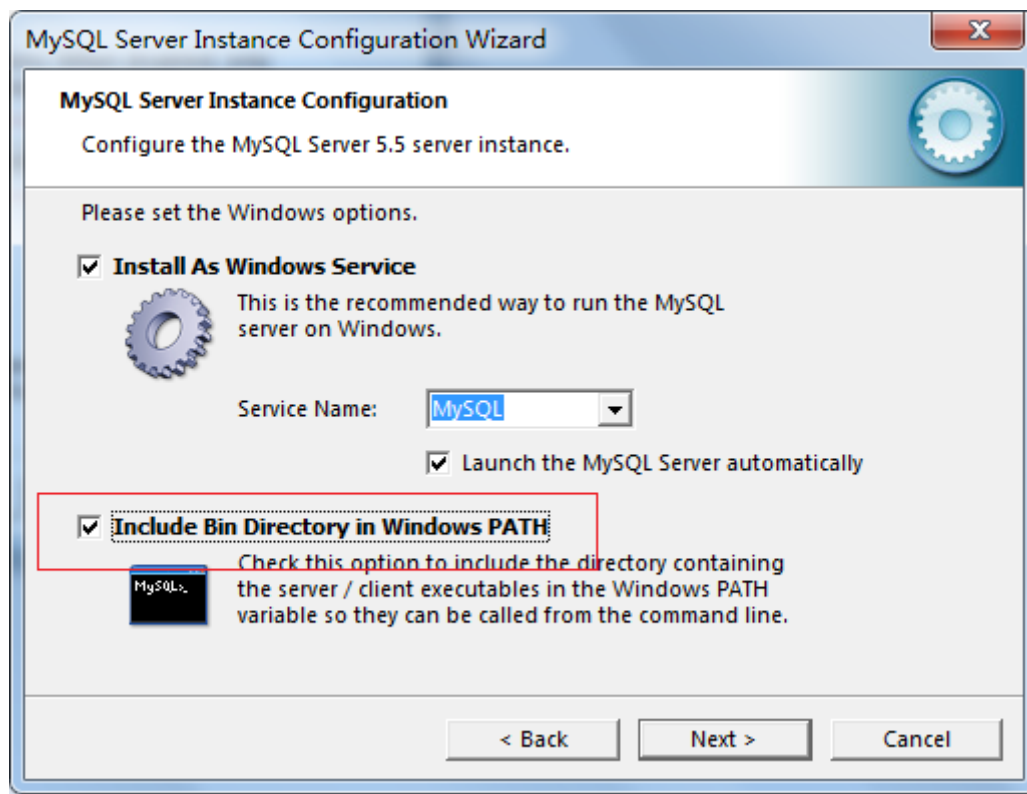 MySQL Server Instance Configuration Wizard
MySQL Server Instance Configuration
Configure the MySQL Server 5.5 server instance.
Please set the Windows options.
Install As Windows Service
This is the recommended way to run the MySQL
server on Windows.
Service Name: MySQL
Launch the MySQL Server automatically
Include Bin Directory in Windows PATH
Check this option to include the directory containing
the server / client executables in the Windows PATH
variable so they can be called from the command line.
MySQL>_
< Back Next > Cancel